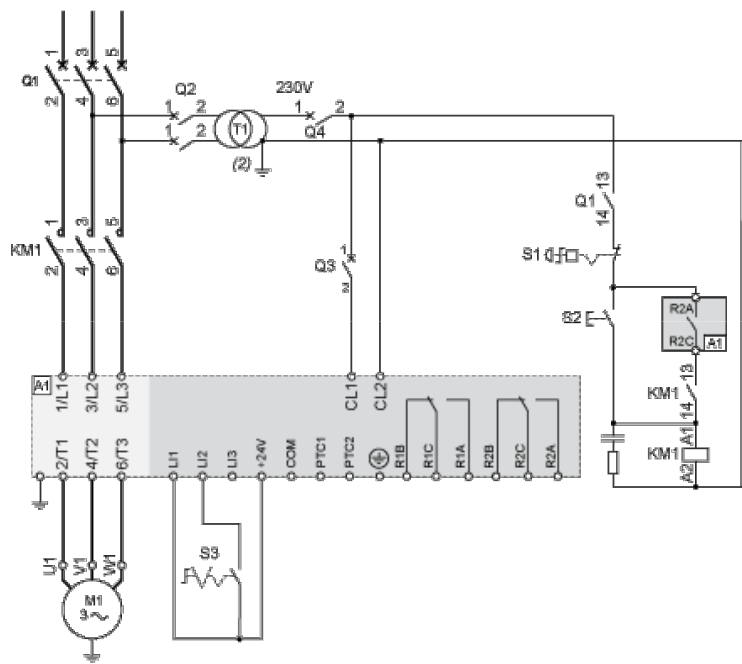 1 3 5
Q1
2 4 6
Q2
1 2
1 2
T1
(2)
230V
1 2
Q4
1 3 5
KM1
2 4 6
Q3
1
2
13
Q1
14
S1
S2
R2A
R2C
A1
13
KM1
14
A1
KM1
A2
A1
1/L1 3/L2 5/L3 CL1 CL2
2/T1 4/T2 6/T3 LI1 LI2 LI3 +24V COM PTC1 PTC2 R1B R1C R1A R2B R2C R2A
S3
U1 V1 W1
M1
3